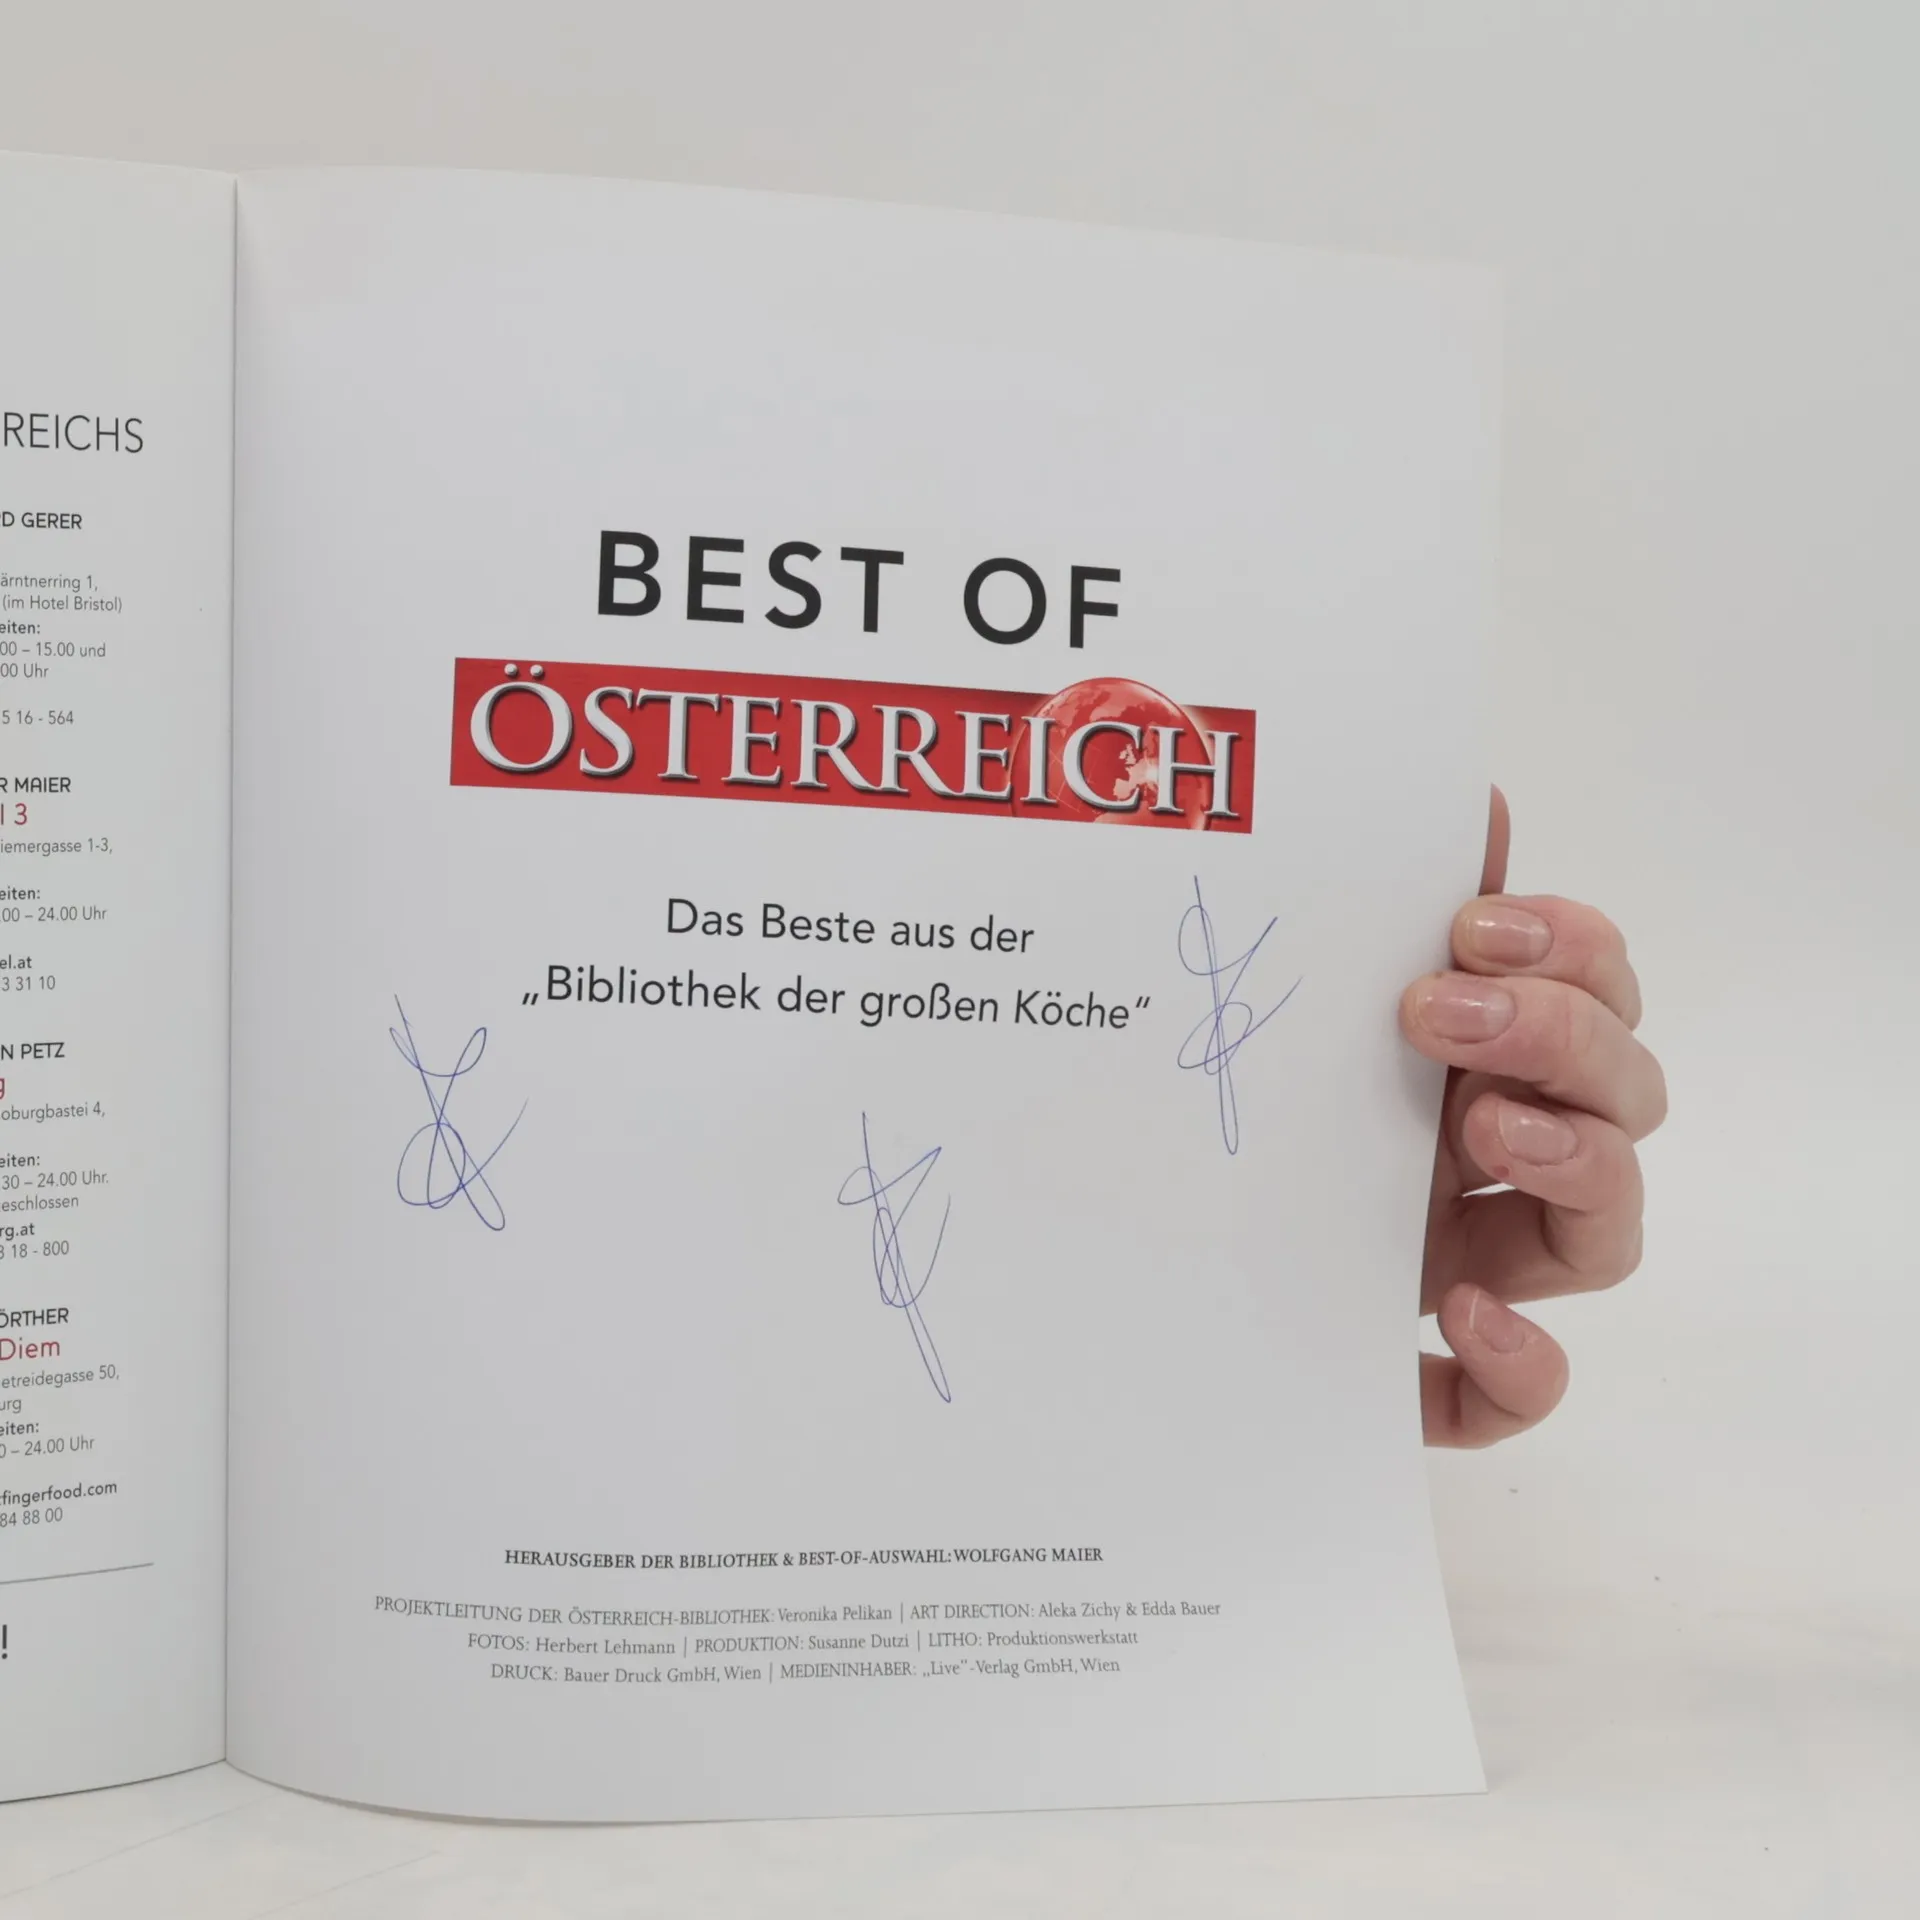 REICHS
D GERER
ärntnerring 1,
(im Hotel Bristol)
eiten:
00 – 15.00 und
00 Uhr
5 16 - 564
R MAIER
l 3
iemergasse 1-3,
eiten:
.00 – 24.00 Uhr
el.at
3 31 10
N PETZ
g
oburgbastei 4,
eiten:
30 – 24.00 Uhr.
eschlossen
rg.at
8 18 - 800
ÖRTHER
Diem
etreidegasse 50,
urg
eiten:
0 – 24.00 Uhr
tfingerfood.com
84 88 00
!
BEST OF
ÖSTERREICH
Das Beste aus der
„Bibliothek der großen Köche“
HERAUSGEBER DER BIBLIOTHEK & BEST-OF-AUSWAHL: WOLFGANG MAIER
PROJEKTLEITUNG DER ÖSTERREICH-BIBLIOTHEK: Veronika Pelikan | ART DIRECTION: Aleka Zichy & Edda Bauer
FOTOS: Herbert Lehmann | PRODUKTION: Susanne Dutzi | LITHO: Produktionswerkstatt
DRUCK: Bauer Druck GmbH, Wien | MEDIENINHABER: „Live“-Verlag GmbH, Wien